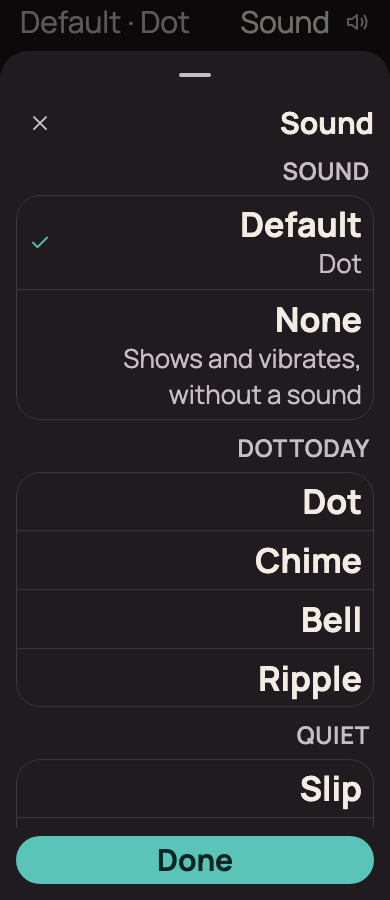 Default · Dot
Sound
Sound
SOUND
Default
Dot
None
Shows and vibrates,
without a sound
DOTTODAY
Dot
Chime
Bell
Ripple
QUIET
Slip
Done